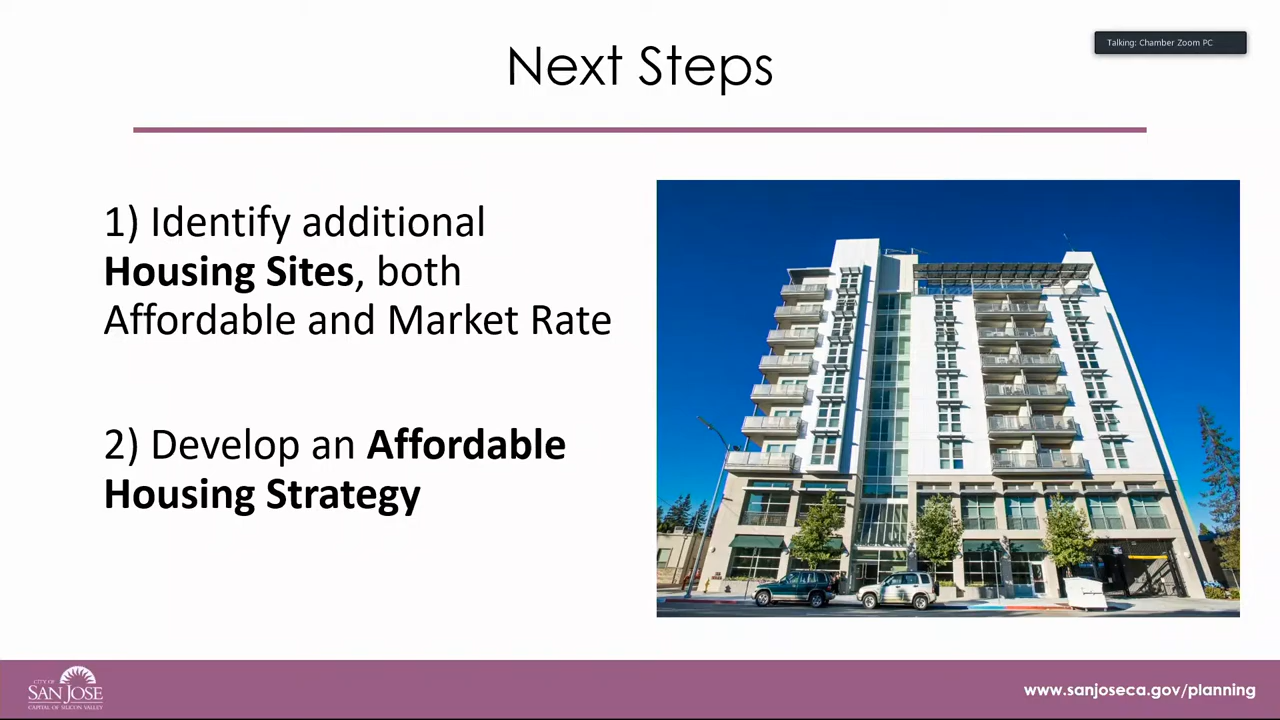 Talking: Chamber Zoom PC
Next Steps
1) Identify additional
Housing Sites, both
Affordable and Market Rate
2) Develop an Affordable
Housing Strategy
CITY OF
SAN JOSE
CAPITAL OF SILICON VALLEY
www.sanjoseca.gov/planning